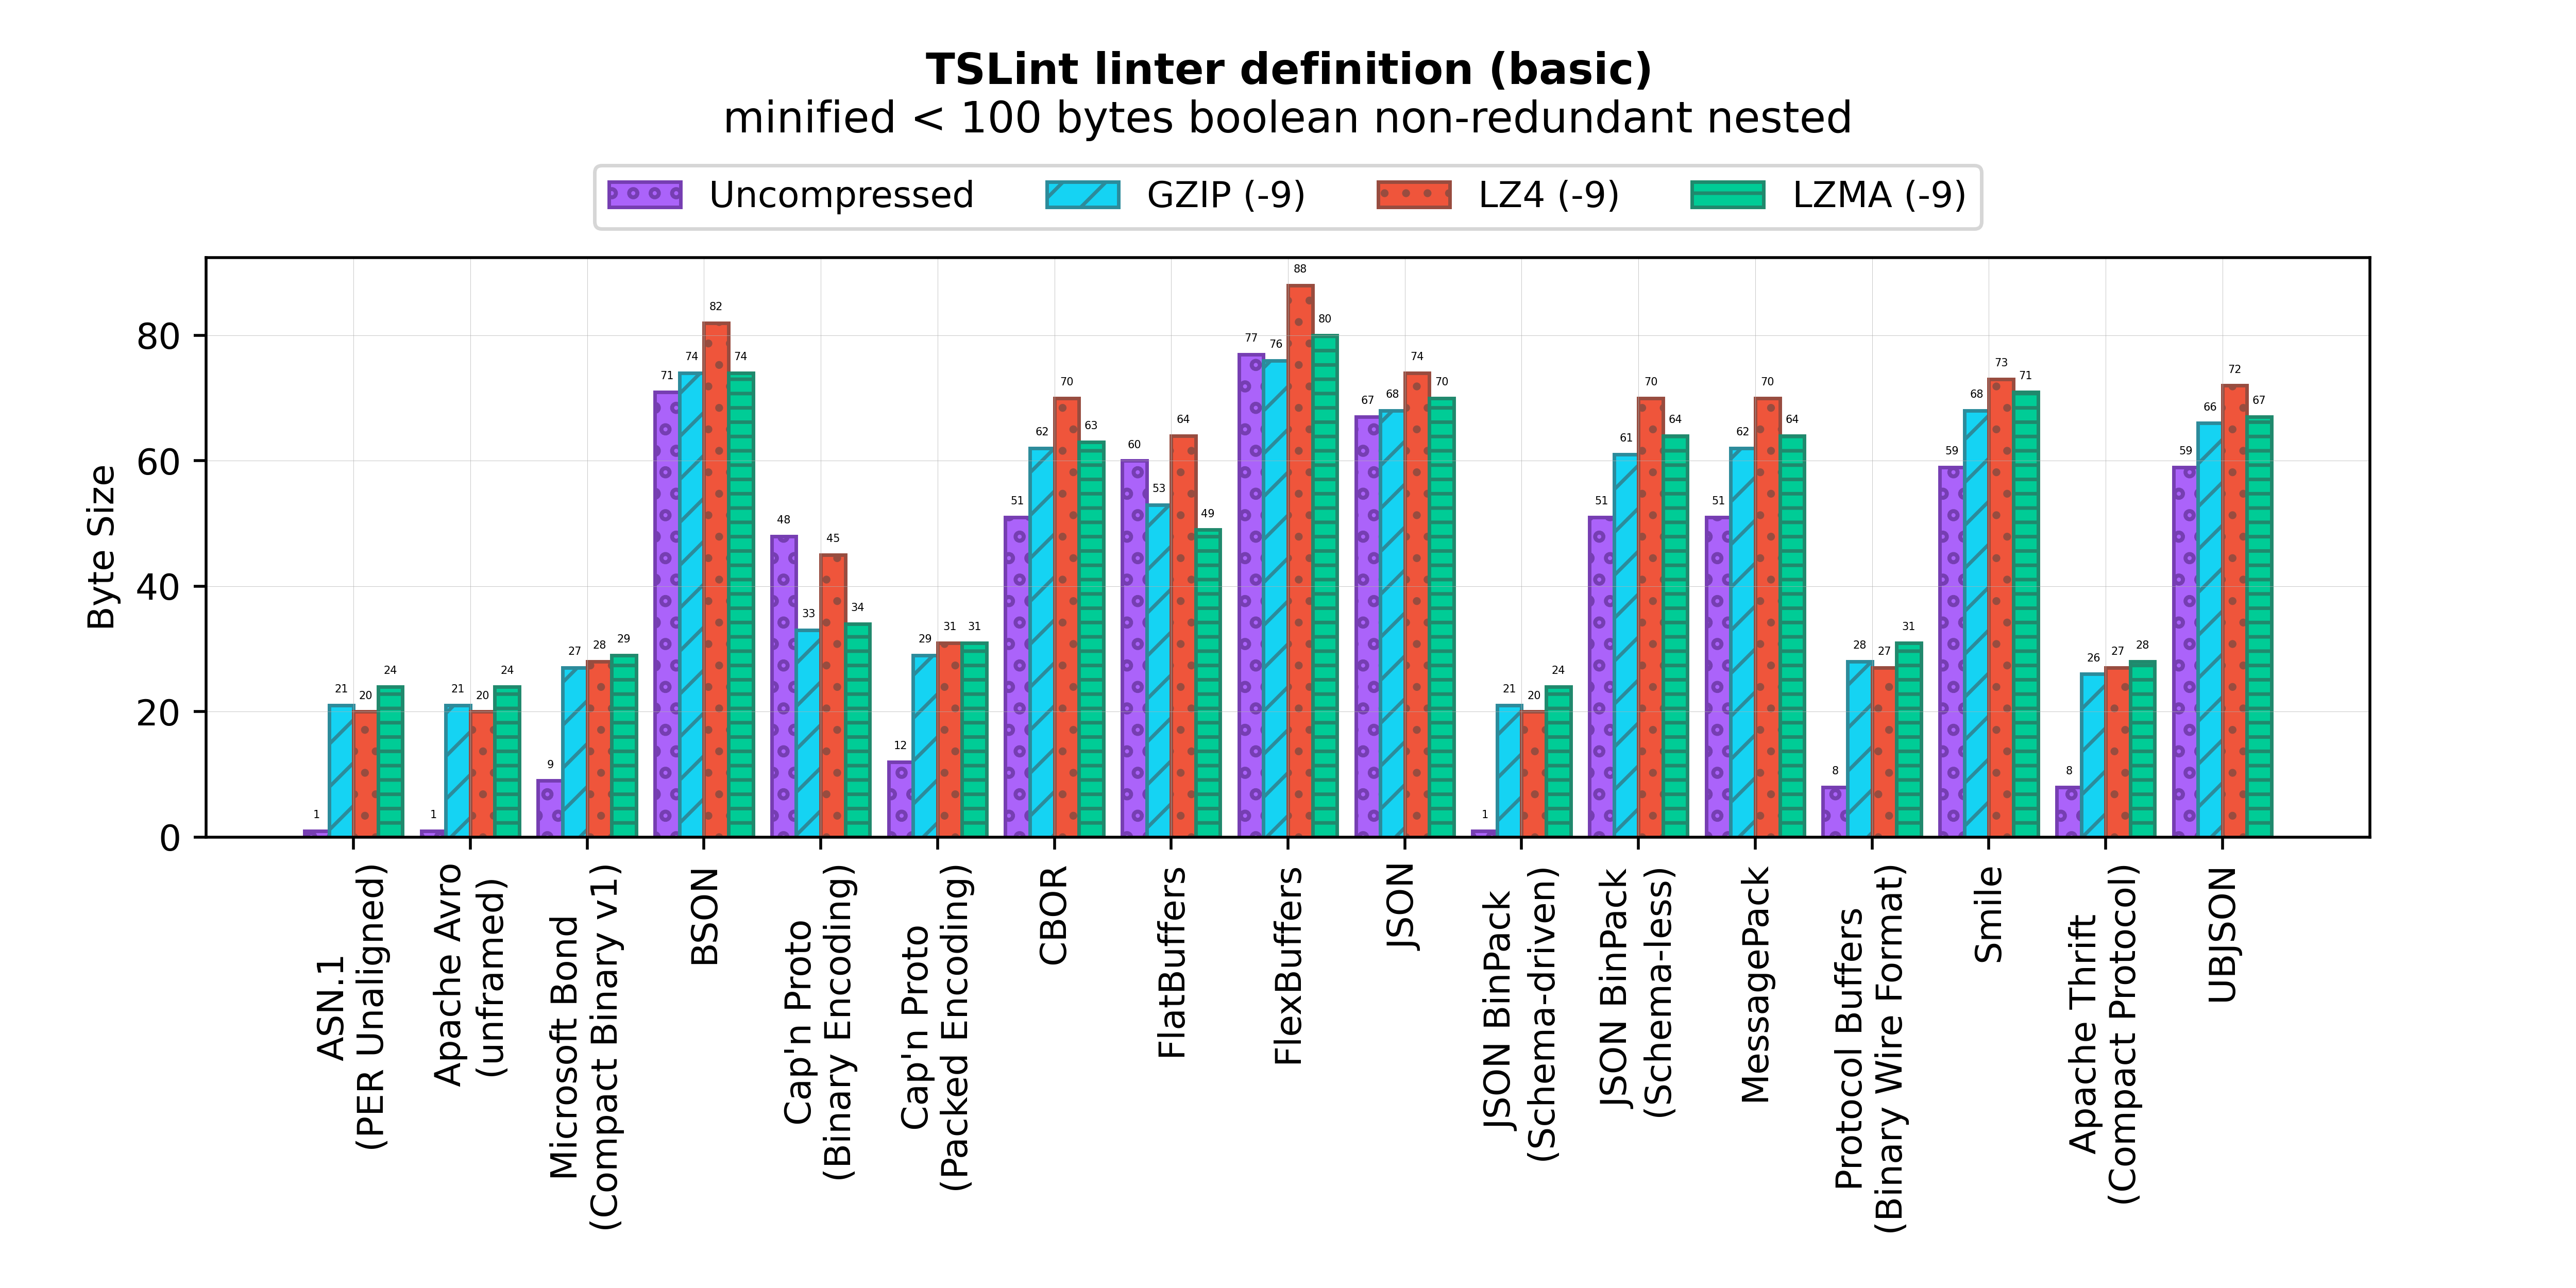 TSLint linter definition (basic)
minified < 100 bytes boolean non-redundant nested
Uncompressed GZIP (-9) LZ4 (-9) LZMA (-9)
Byte Size
80
60
40
20
0
1 21 20 24
1 21 20 24
9 27 28 29
71 74 82 74
48 33 45 34
12 29 31 31
51 62 70 63
60 53 64 49
77 76 88 80
67 68 74 70
1 21 20 24
51 61 70 64
51 62 70 64
8 28 27 31
59 68 73 71
8 26 27 28
59 66 72 67
ASN.1
(PER Unaligned)
Apache Avro
(unframed)
Microsoft Bond
(Compact Binary v1)
BSON
Cap'n Proto
(Binary Encoding)
Cap'n Proto
(Packed Encoding)
CBOR
FlatBuffers
FlexBuffers
JSON
JSON BinPack
(Schema-driven)
JSON BinPack
(Schema-less)
MessagePack
Protocol Buffers
(Binary Wire Format)
Smile
Apache Thrift
(Compact Protocol)
UBJSON